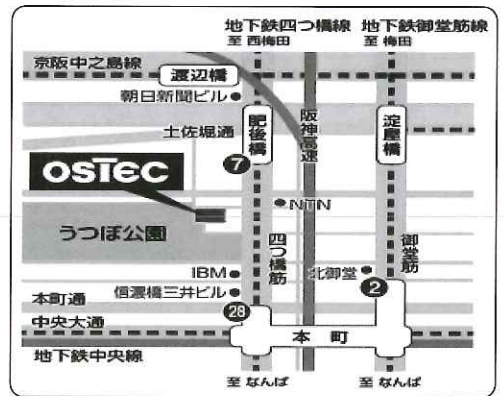 地下鉄四つ橋線 地下鉄御堂筋線
至 西梅田 至 梅田
京阪中之島線
渡辺橋
朝日新聞ビル
土佐堀通
肥後橋
阪神高速
淀屋橋
7
OSTEC
NTN
うつぼ公園
四つ橋筋
御堂筋
IBM
北御堂
2
信濃橋三井ビル
本町通
28
中央大通
本町
地下鉄中央線
至 なんば 至 なんば